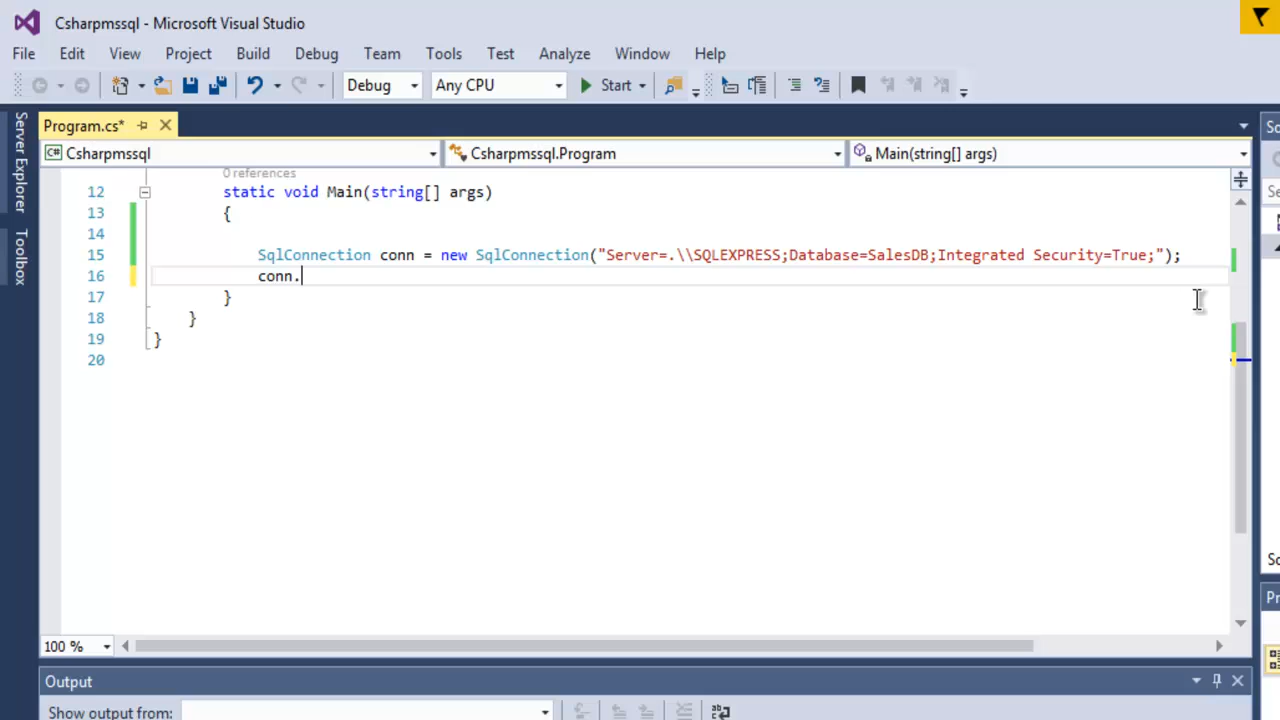 Csharpmssql - Microsoft Visual Studio
File Edit View Project Build Debug Team Tools Test Analyze Window Help
Debug Any CPU Start
Program.cs*
Csharpmssql Csharpmssql.Program Main(string[] args)
Server Explorer
Toolbox
0 references
12 static void Main(string[] args)
13 {
14
15 SqlConnection conn = new SqlConnection("Server=.\\SQLEXPRESS;Database=SalesDB;Integrated Security=True;");
16 conn.
17 }
18 }
19 }
20
100 %
Output
Show output from: